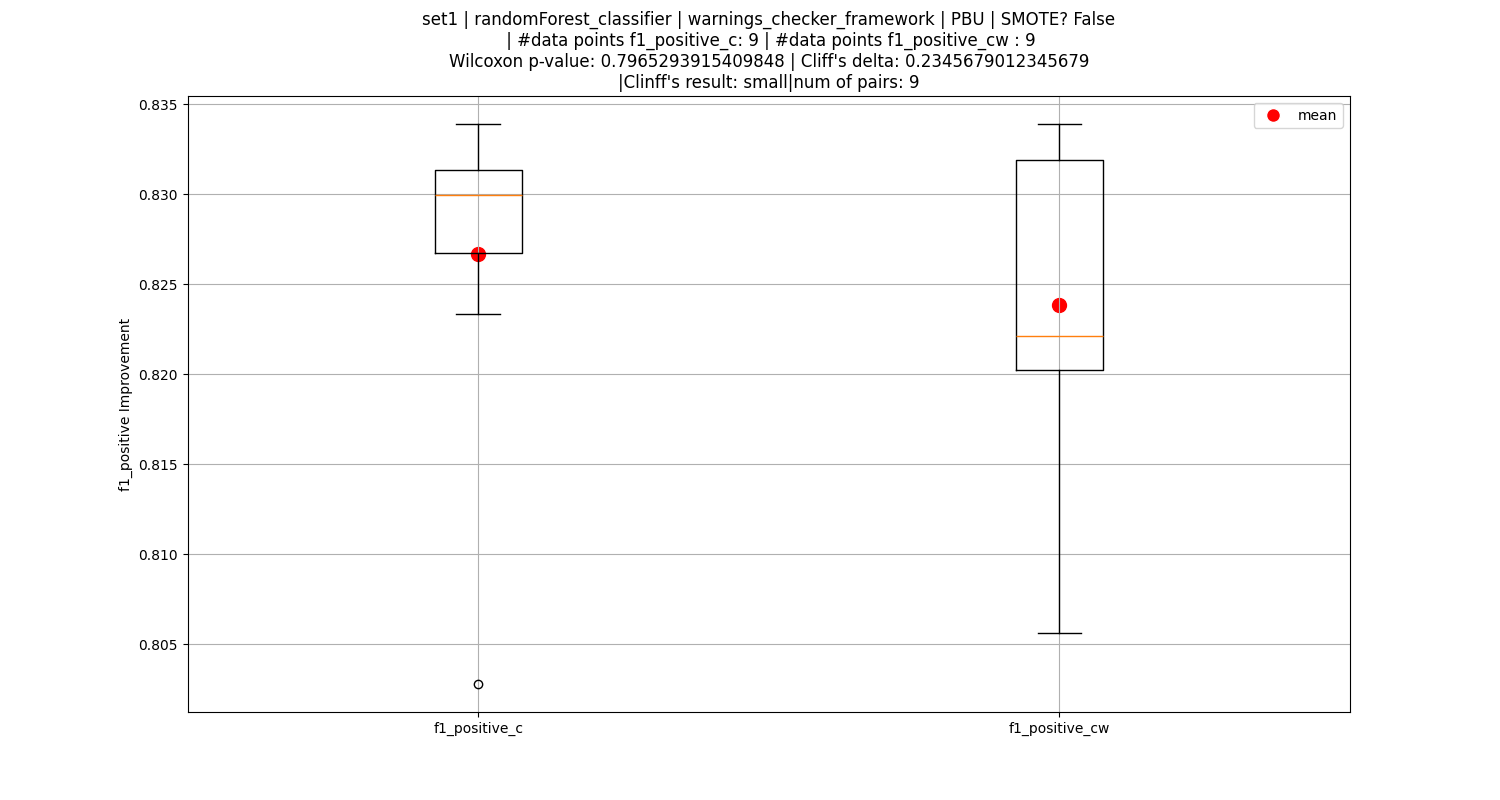 set1 | randomForest_classifier | warnings_checker_framework | PBU | SMOTE? False
| #data points f1_positive_c: 9 | #data points f1_positive_cw : 9
Wilcoxon p-value: 0.7965293915409848 | Cliff's delta: 0.2345679012345679
|Clinff's result: small|num of pairs: 9
mean
f1_positive Improvement
0.835
0.830
0.825
0.820
0.815
0.810
0.805
f1_positive_c
f1_positive_cw